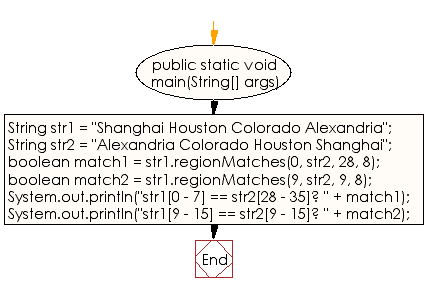 public static void
main(String[] args)
String str1 = "Shanghai Houston Colorado Alexandria";
String str2 = "Alexandria Colorado Houston Shanghai";
boolean match1 = str1.regionMatches(0, str2, 28, 8);
boolean match2 = str1.regionMatches(9, str2, 9, 8);
System.out.println("str1[0 - 7] == str2[28 - 35]? " + match1);
System.out.println("str1[9 - 15] == str2[9 - 15]? " + match2);
End